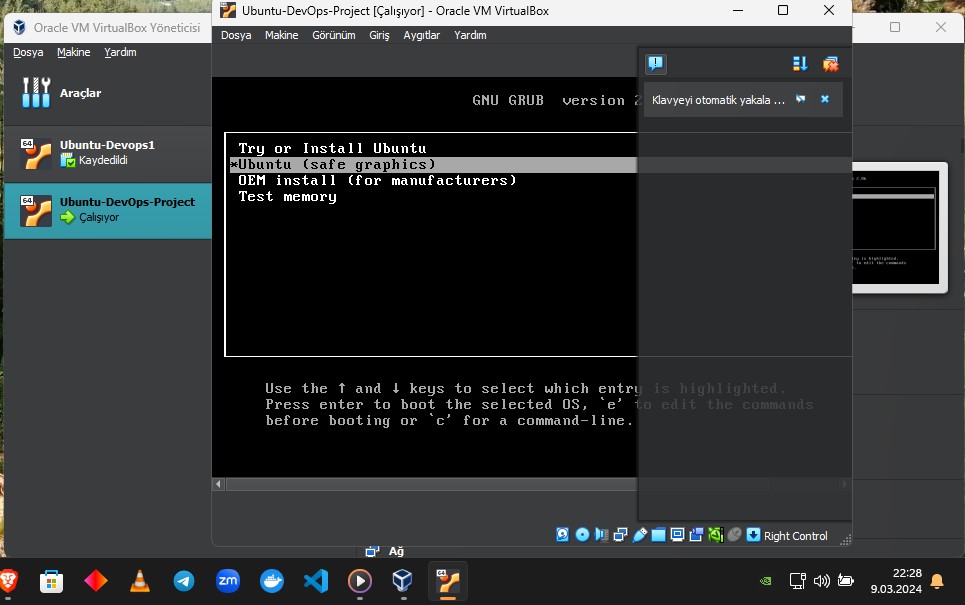 Ubuntu-DevOps-Project [Çalışıyor] - Oracle VM VirtualBox
Oracle VM VirtualBox Yöneticisi
Dosya Makine Görünüm Giriş Aygıtlar Yardım
Dosya Makine Yardım
Araçlar
64
Ubuntu-Devops1
Kaydedildi
64
Ubuntu-DevOps-Project
Çalışıyor
GNU GRUB version 2
Klavyeyi otomatik yakala ...
Try or Install Ubuntu
*Ubuntu (safe graphics)
OEM install (for manufacturers)
Test memory
Use the ↑ and ↓ keys to select which entry is highlighted.
Press enter to boot the selected OS, `e' to edit the commands
before booting or `c' for a command-line.
Right Control
Ağ
zm
64
22:28
9.03.2024